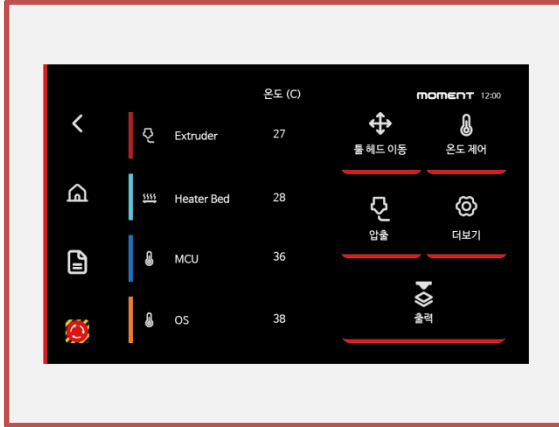 온도 (C)
moment 12:00
Extruder 27
Heater Bed 28
MCU 36
OS 38
툴 헤드 이동 온도 제어
압출 더보기
출력